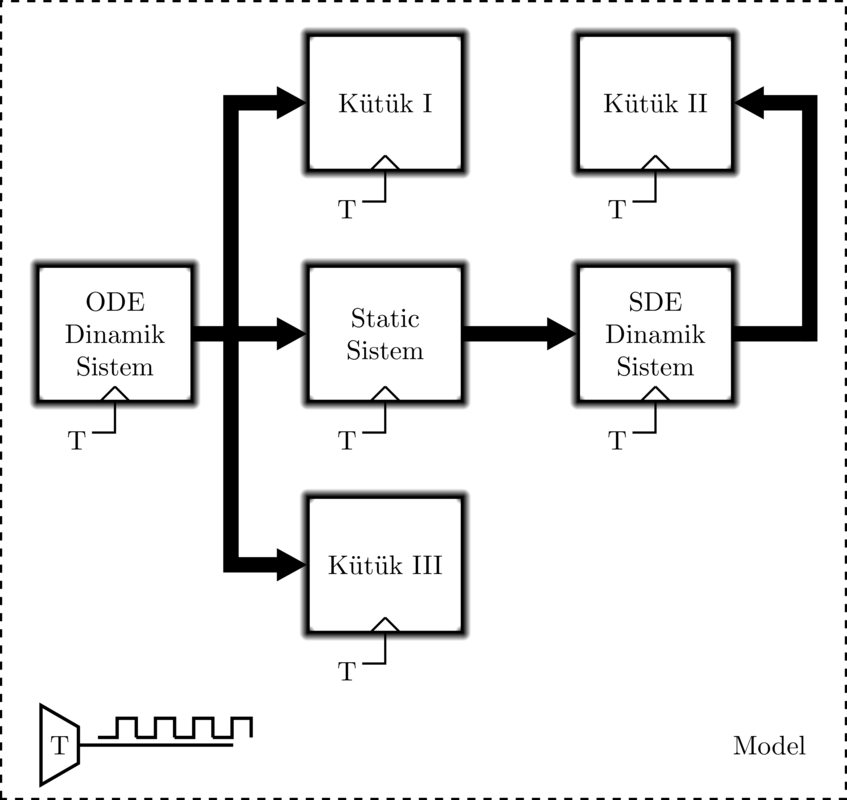 Kütük I
T
Kütük II
T
ODE
Dinamik
Sistem
T
Static
Sistem
T
SDE
Dinamik
Sistem
T
Kütük III
T
T
Model